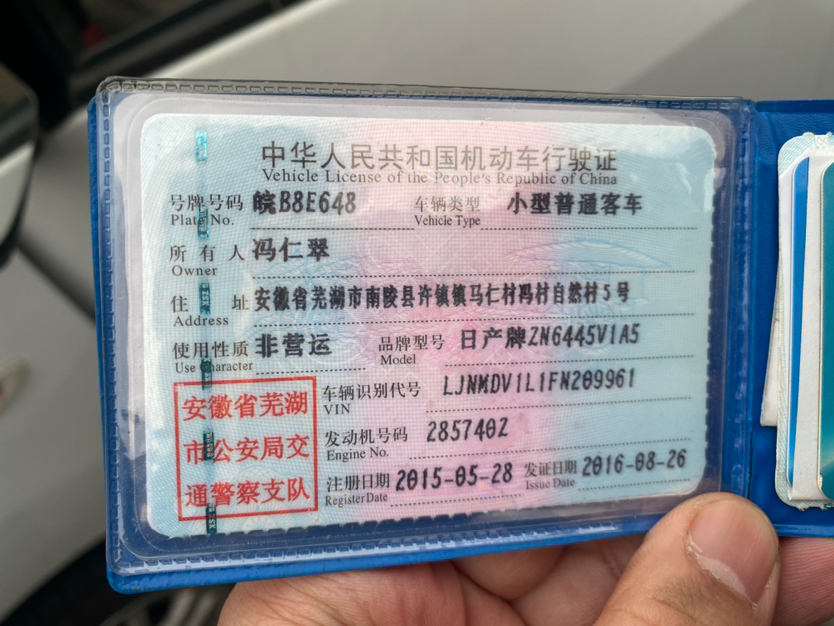 中华人民共和国机动车行驶证
Vehicle License of the People's Republic of China
号牌号码 皖B8E648 车辆类型 小型普通客车
Plate No. Vehicle Type
所有人 冯仁翠
Owner
住址 安徽省芜湖市南陵县许镇镇马仁村冯村自然村5号
Address
使用性质 非营运 品牌型号 日产牌ZN6445V1A5
Use Character Model
安徽省芜湖
市公安局交
通警察支队
车辆识别代号 LJNMDV1L1FN209961
VIN
发动机号码 2857402
Engine No.
注册日期 2015-05-28 发证日期 2016-08-26
Register Date Issue Date